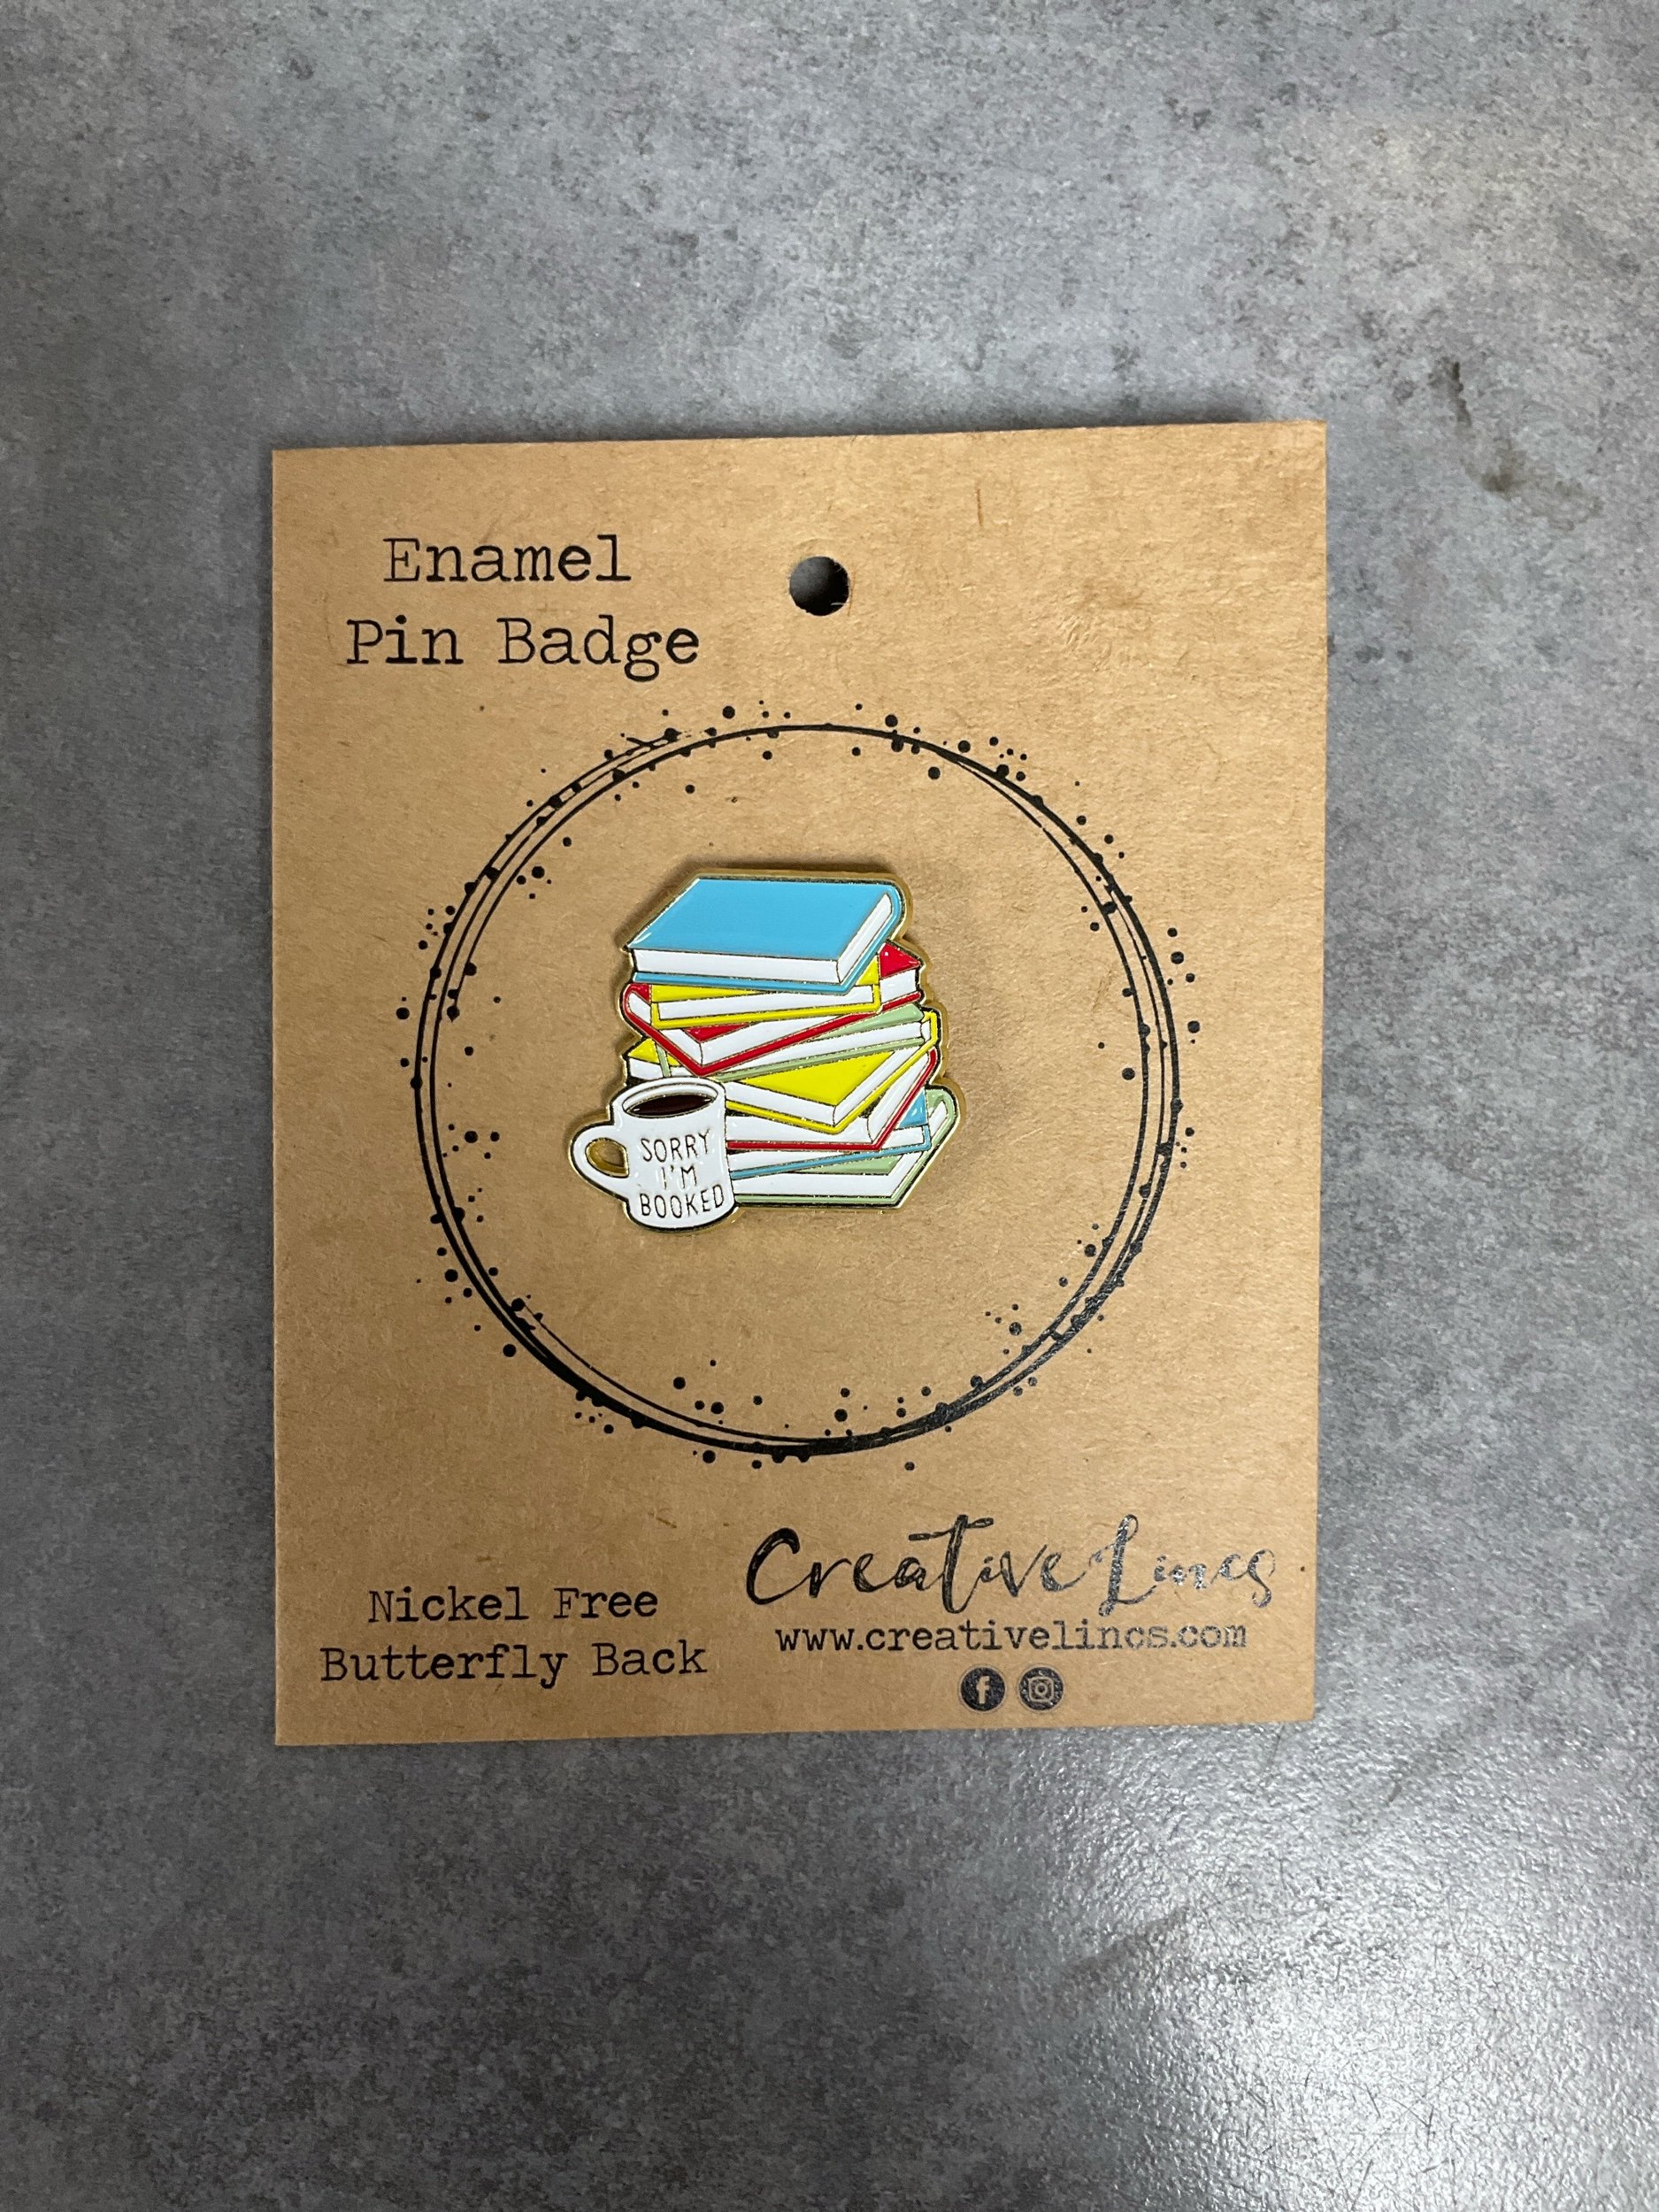 Enamel
Pin Badge
SORRY
I'M
BOOKED
Nickel Free
Butterfly Back
Creative Lincs
www.creativelincs.com